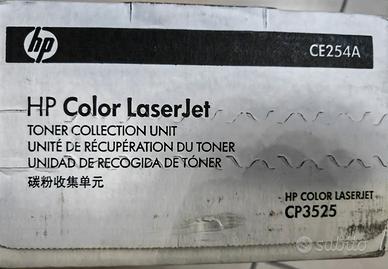 hp
CE254A
HP Color LaserJet
TONER COLLECTION UNIT
UNITÉ DE RÉCUPÉRATION DU TONER
UNIDAD DE RECOGIDA DE TÓNER
碳粉收集单元
HP COLOR LASERJET
CP3525
subito